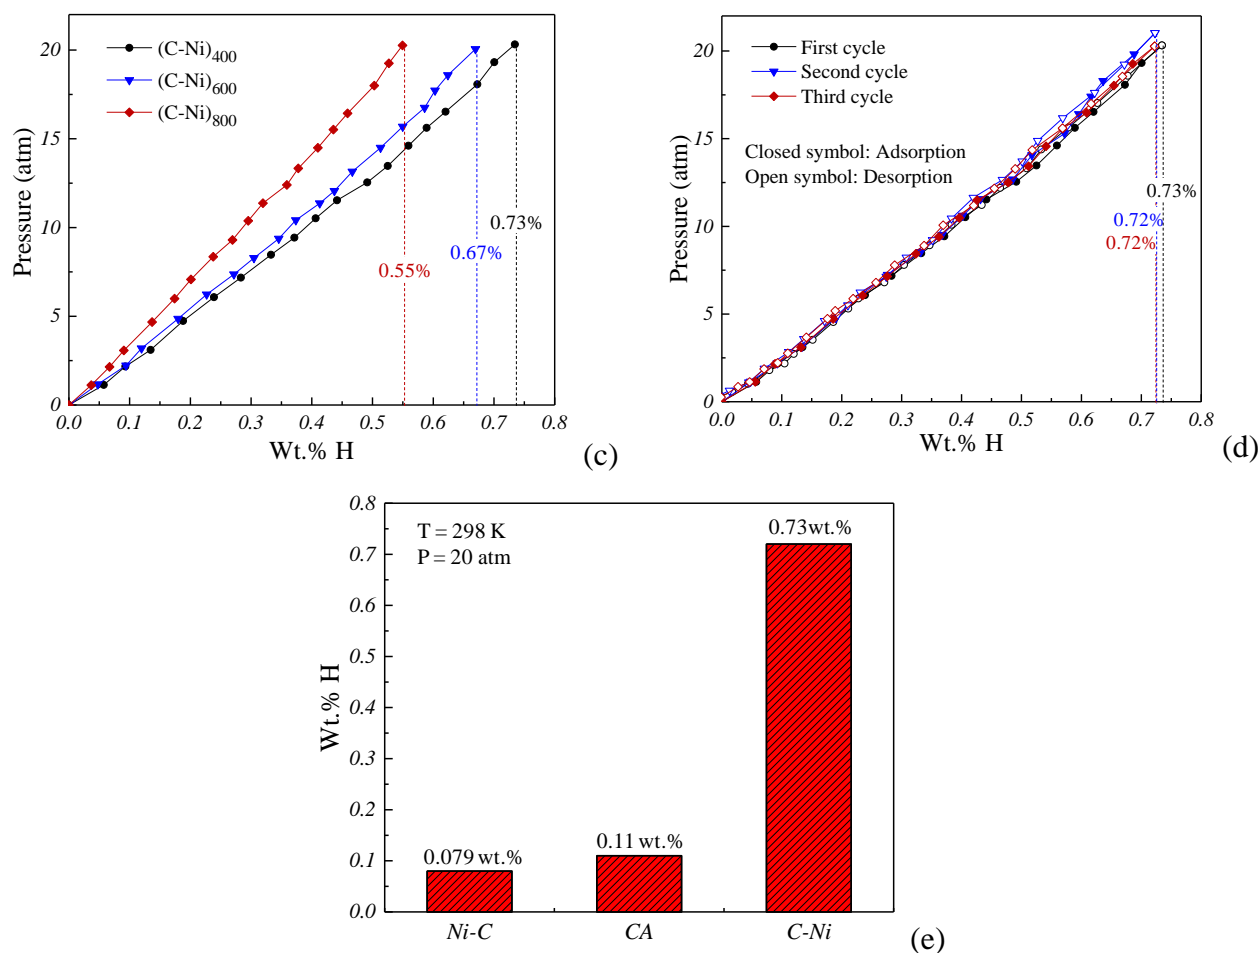 (C-Ni)400
(C-Ni)600
(C-Ni)800
20
15
10
5
0
Pressure (atm)
0.55%
0.67%
0.73%
0.0 0.1 0.2 0.3 0.4 0.5 0.6 0.7 0.8
Wt.% H
(c)
First cycle
Second cycle
Third cycle
Closed symbol: Adsorption
Open symbol: Desorption
20
15
10
5
0
Pressure (atm)
0.73%
0.72%
0.72%
0.0 0.1 0.2 0.3 0.4 0.5 0.6 0.7 0.8
Wt.% H
(d)
T = 298 K
P = 20 atm
0.8
0.7
0.6
0.5
0.4
0.3
0.2
0.1
0.0
Wt.% H
0.079 wt.%
0.11 wt.%
0.73wt.%
Ni-C CA C-Ni
(e)